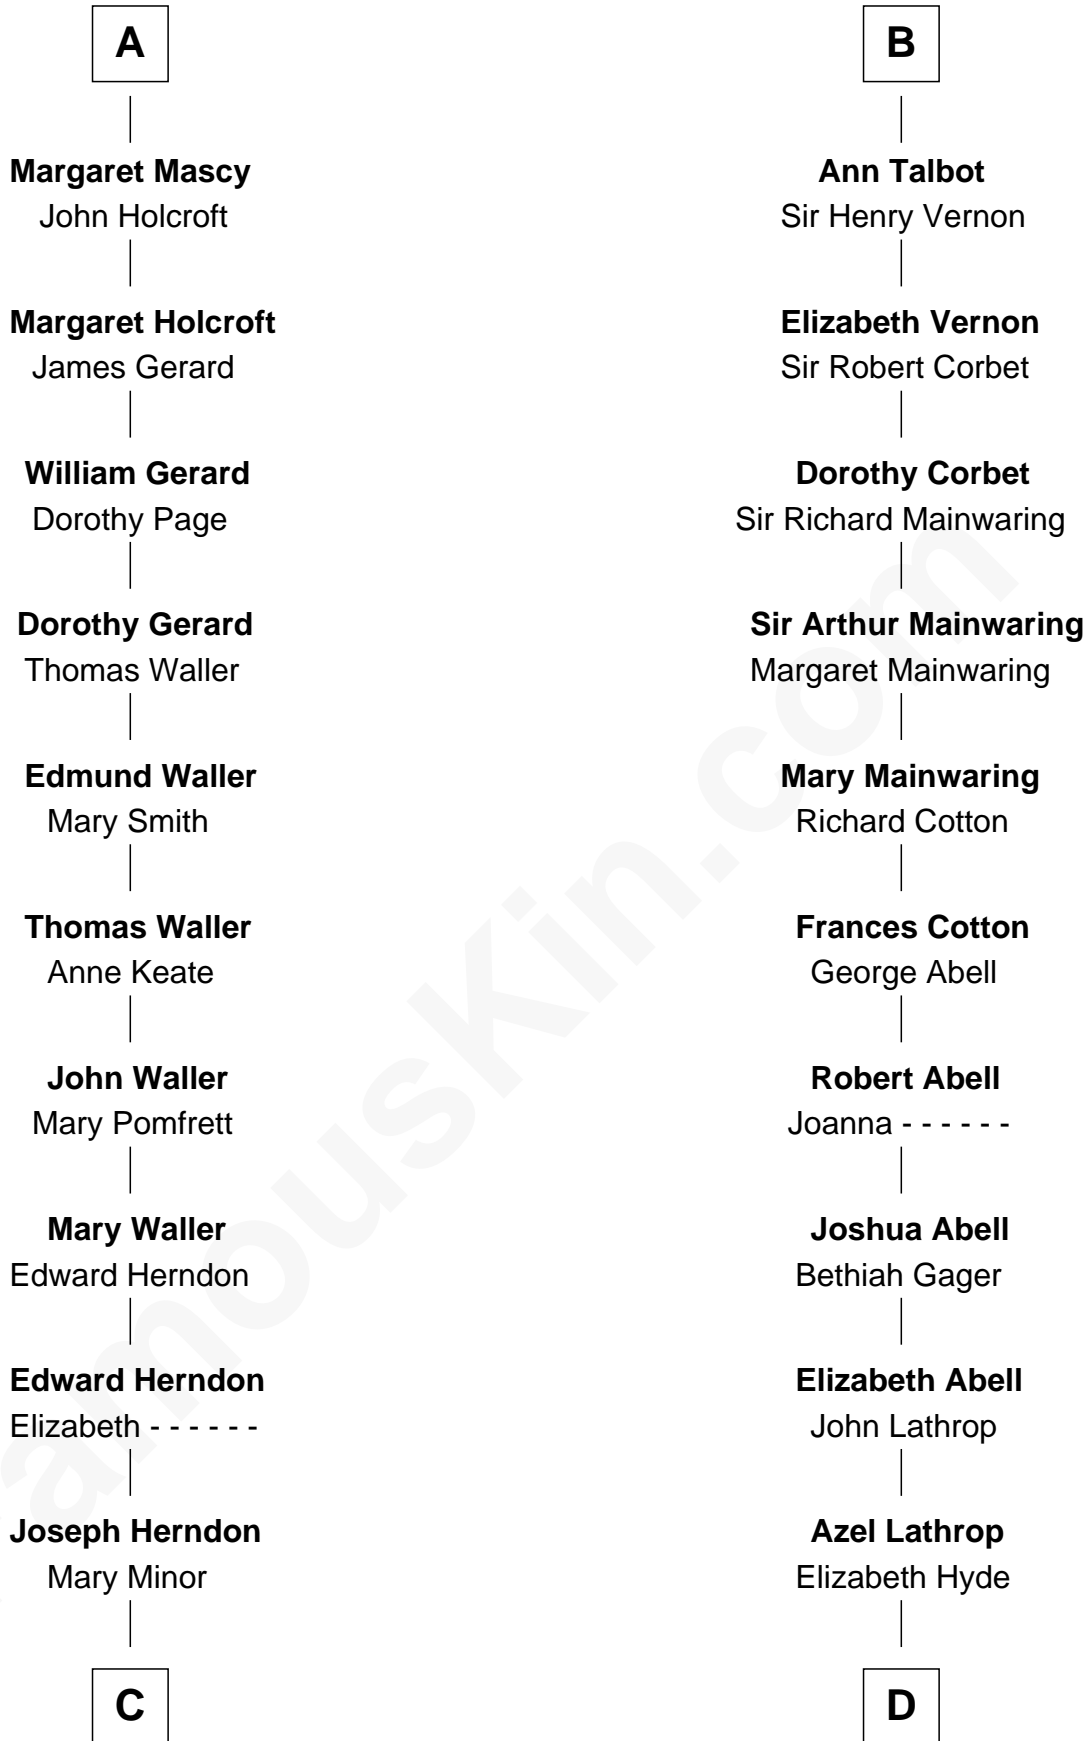 A
Margaret Mascy
John Holcroft
Margaret Holcroft
James Gerard
William Gerard
Dorothy Page
Dorothy Gerard
Thomas Waller
Edmund Waller
Mary Smith
Thomas Waller
Anne Keate
John Waller
Mary Pomfrett
Mary Waller
Edward Herndon
Edward Herndon
Elizabeth - - - - - -
Joseph Herndon
Mary Minor
C
B
Ann Talbot
Sir Henry Vernon
Elizabeth Vernon
Sir Robert Corbet
Dorothy Corbet
Sir Richard Mainwaring
Sir Arthur Mainwaring
Margaret Mainwaring
Mary Mainwaring
Richard Cotton
Frances Cotton
George Abell
Robert Abell
Joanna - - - - - -
Joshua Abell
Bethiah Gager
Elizabeth Abell
John Lathrop
Azel Lathrop
Elizabeth Hyde
D
amouskin.com